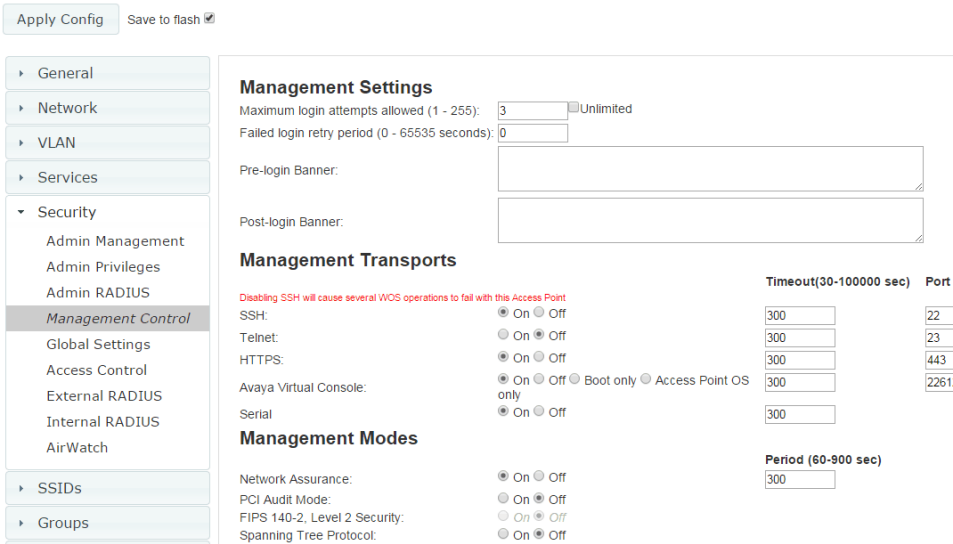 Apply Config Save to flash
General
Network
VLAN
Services
Security
Admin Management
Admin Privileges
Admin RADIUS
Management Control
Global Settings
Access Control
External RADIUS
Internal RADIUS
AirWatch
SSIDs
Groups
Management Settings
Maximum login attempts allowed (1 - 255): 3 Unlimited
Failed login retry period (0 - 65535 seconds): 0
Pre-login Banner:
Post-login Banner:
Management Transports
Timeout(30-100000 sec) Port
Disabling SSH will cause several WOS operations to fail with this Access Point
SSH: On Off 300 22
Telnet: On Off 300 23
HTTPS: On Off 300 443
Avaya Virtual Console: On Off Boot only Access Point OS 300
only
Serial On Off 300
Management Modes
Period (60-900 sec)
Network Assurance: On Off 300
PCI Audit Mode: On Off
FIPS 140-2, Level 2 Security: On Off
Spanning Tree Protocol: On Off